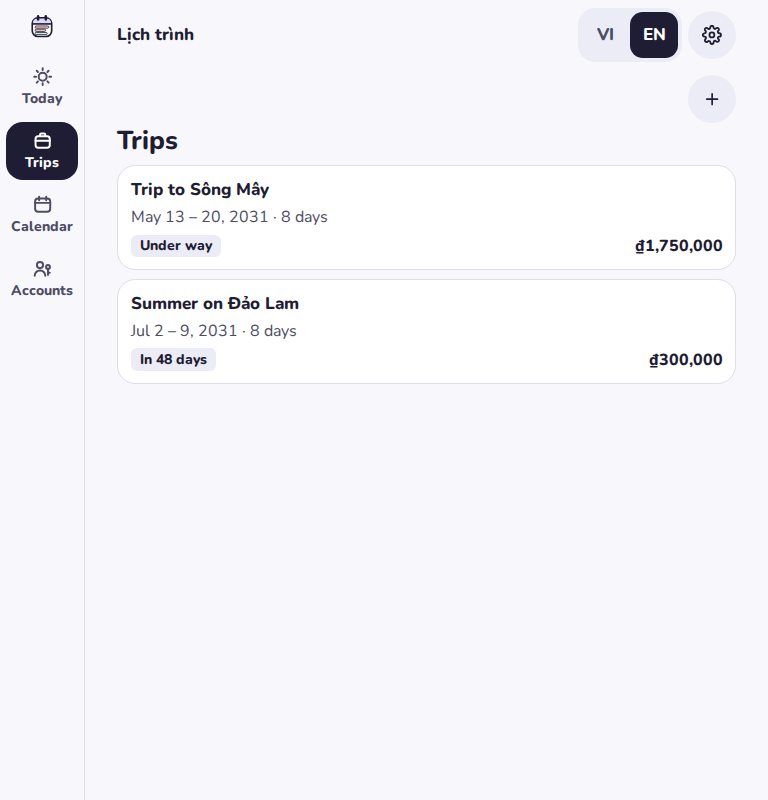 Today
Trips
Calendar
Accounts
Lịch trình
VI EN
Trips
Trip to Sông Mây
May 13 – 20, 2031 · 8 days
Under way
₫1,750,000
Summer on Đảo Lam
Jul 2 – 9, 2031 · 8 days
In 48 days
₫300,000